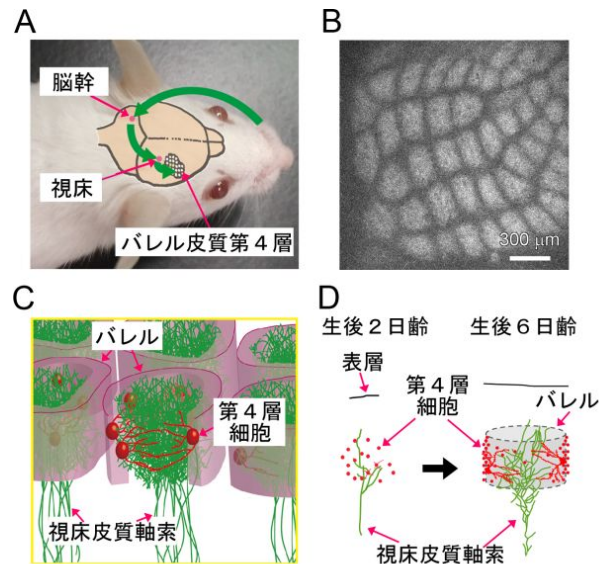 A
脳幹
視床
バレル皮質第４層
B
300 μm
C
バレル
第４層
細胞
視床皮質軸索
D
生後２日齢
生後６日齢
表層
第４層
細胞
バレル
視床皮質軸索